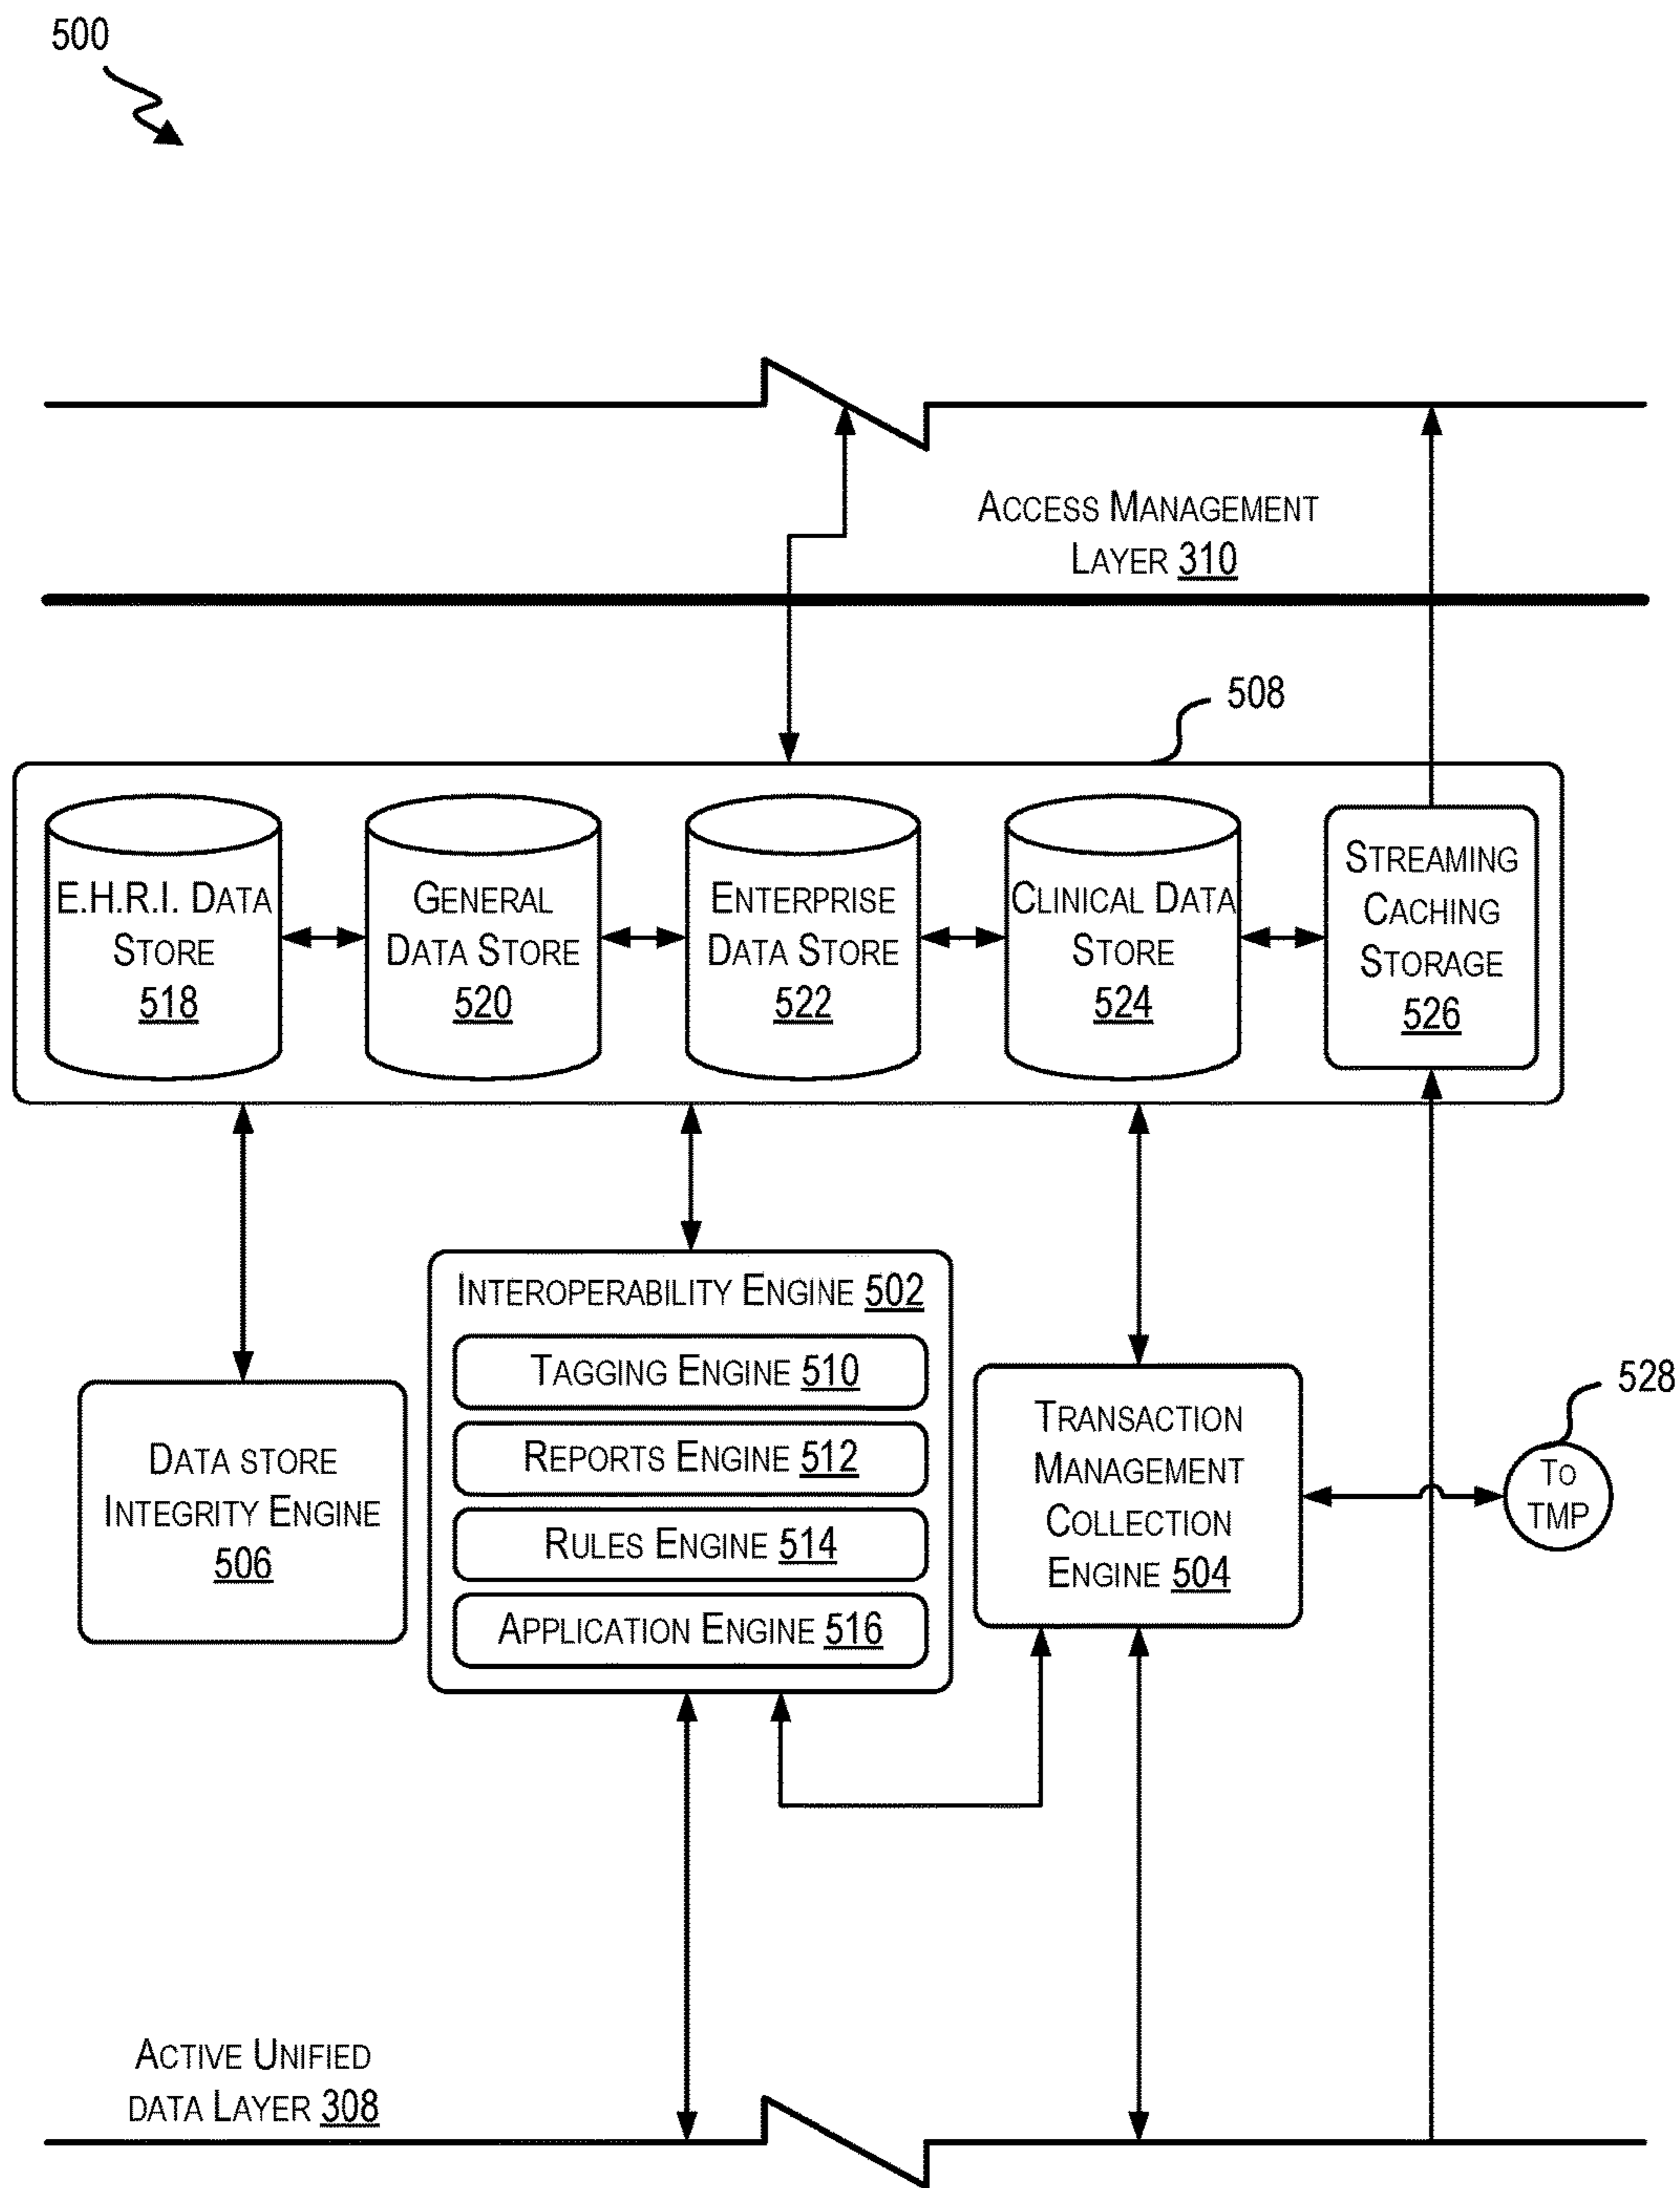 500
ACCESS MANAGEMENT
LAYER 310
508
E.H.R.I. DATA
STORE
518
GENERAL
DATA STORE
520
ENTERPRISE
DATA STORE
522
CLINICAL DATA
STORE
524
STREAMING
CACHING
STORAGE
526
INTEROPERABILITY ENGINE 502
TAGGING ENGINE 510
REPORTS ENGINE 512
RULES ENGINE 514
APPLICATION ENGINE 516
DATA STORE
INTEGRITY ENGINE
506
TRANSACTION
MANAGEMENT
COLLECTION
ENGINE 504
528
TO
TMP
ACTIVE UNIFIED
DATA LAYER 308